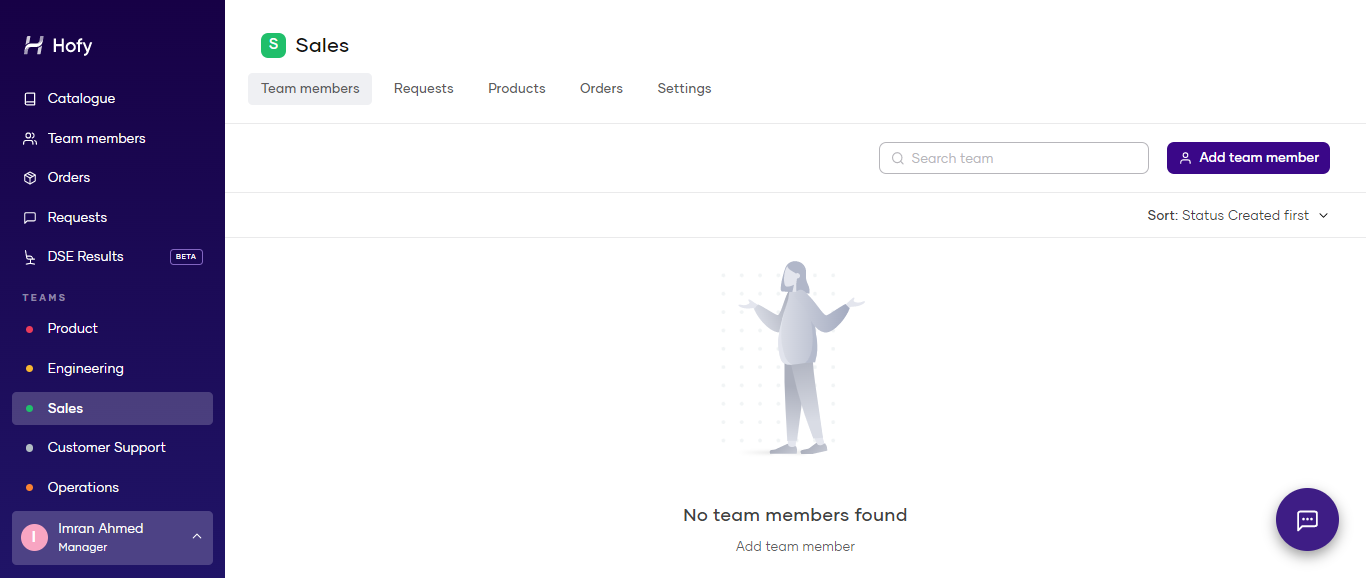 Hofy
Catalogue
Team members
Orders
Requests
DSE Results BETA
TEAMS
Product
Engineering
Sales
Customer Support
Operations
I
Imran Ahmed
Manager
S Sales
Team members Requests Products Orders Settings
Search team Add team member
Sort: Status Created first
No team members found
Add team member